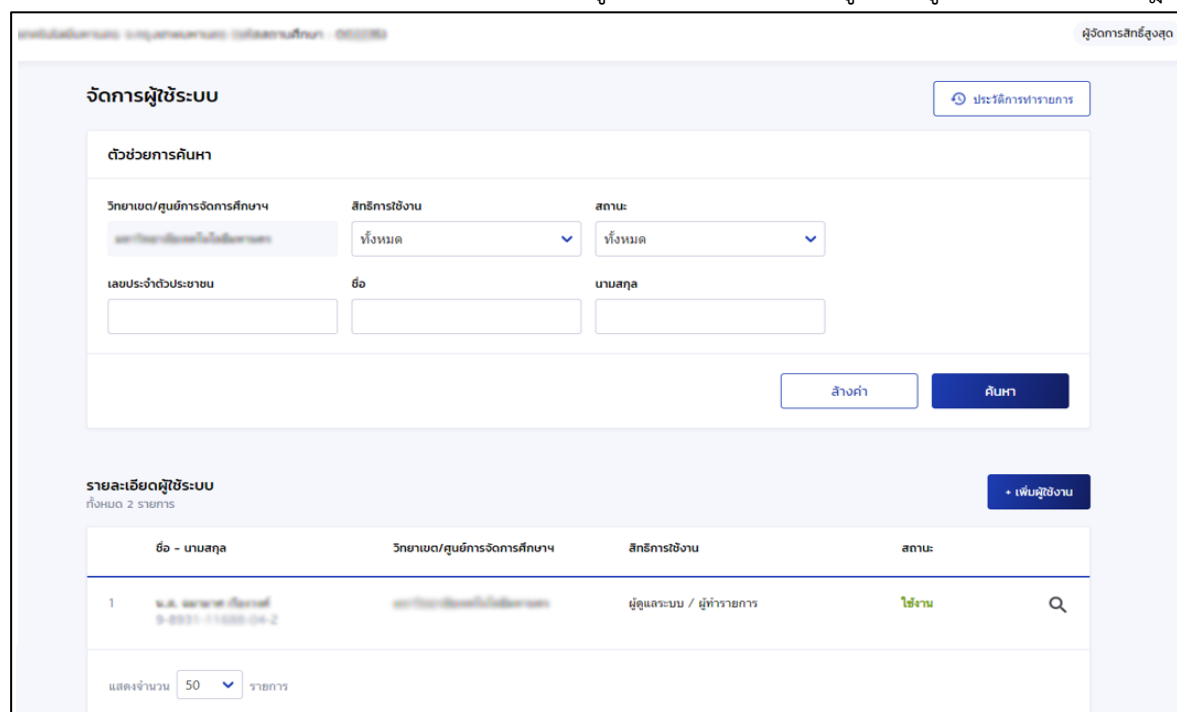 ผู้จัดการสิทธิ์สูงสุด
จัดการผู้ใช้ระบบ
ประวัติการทำรายการ
ตัวช่วยการค้นหา
วิทยาเขต/ศูนย์การจัดการศึกษาฯ สิทธิการใช้งาน สถานะ
ทั้งหมด ทั้งหมด
เลขประจำตัวประชาชน ชื่อ นามสกุล
ล้างค่า ค้นหา
รายละเอียดผู้ใช้ระบบ
ทั้งหมด 2 รายการ
+ เพิ่มผู้ใช้งาน
ชื่อ - นามสกุล วิทยาเขต/ศูนย์การจัดการศึกษาฯ สิทธิการใช้งาน สถานะ
1 ผู้ดูแลระบบ / ผู้ทำรายการ ใช้งาน
แสดงจำนวน 50 รายการ